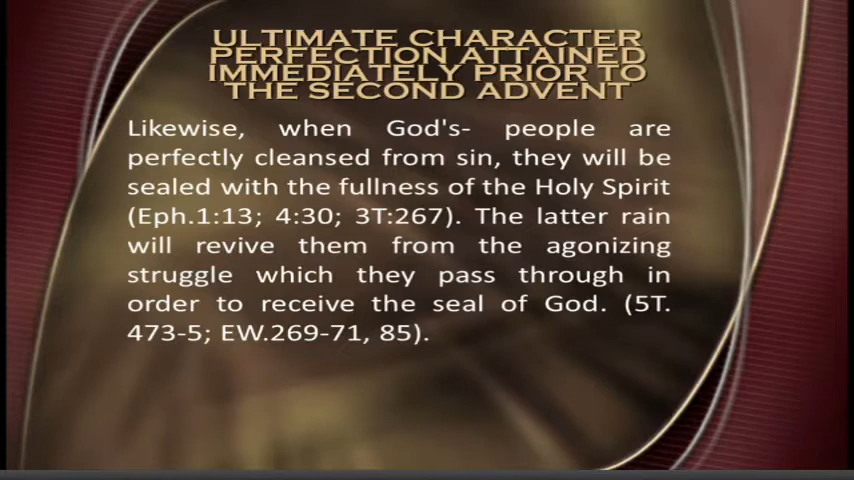 ULTIMATE CHARACTER
PERFECTION ATTAINED
IMMEDIATELY PRIOR TO
THE SECOND ADVENT
Likewise, when God's- people are
perfectly cleansed from sin, they will be
sealed with the fullness of the Holy Spirit
(Eph.1:13; 4:30; 3T:267). The latter rain
will revive them from the agonizing
struggle which they pass through in
order to receive the seal of God. (5T.
473-5; EW.269-71, 85).